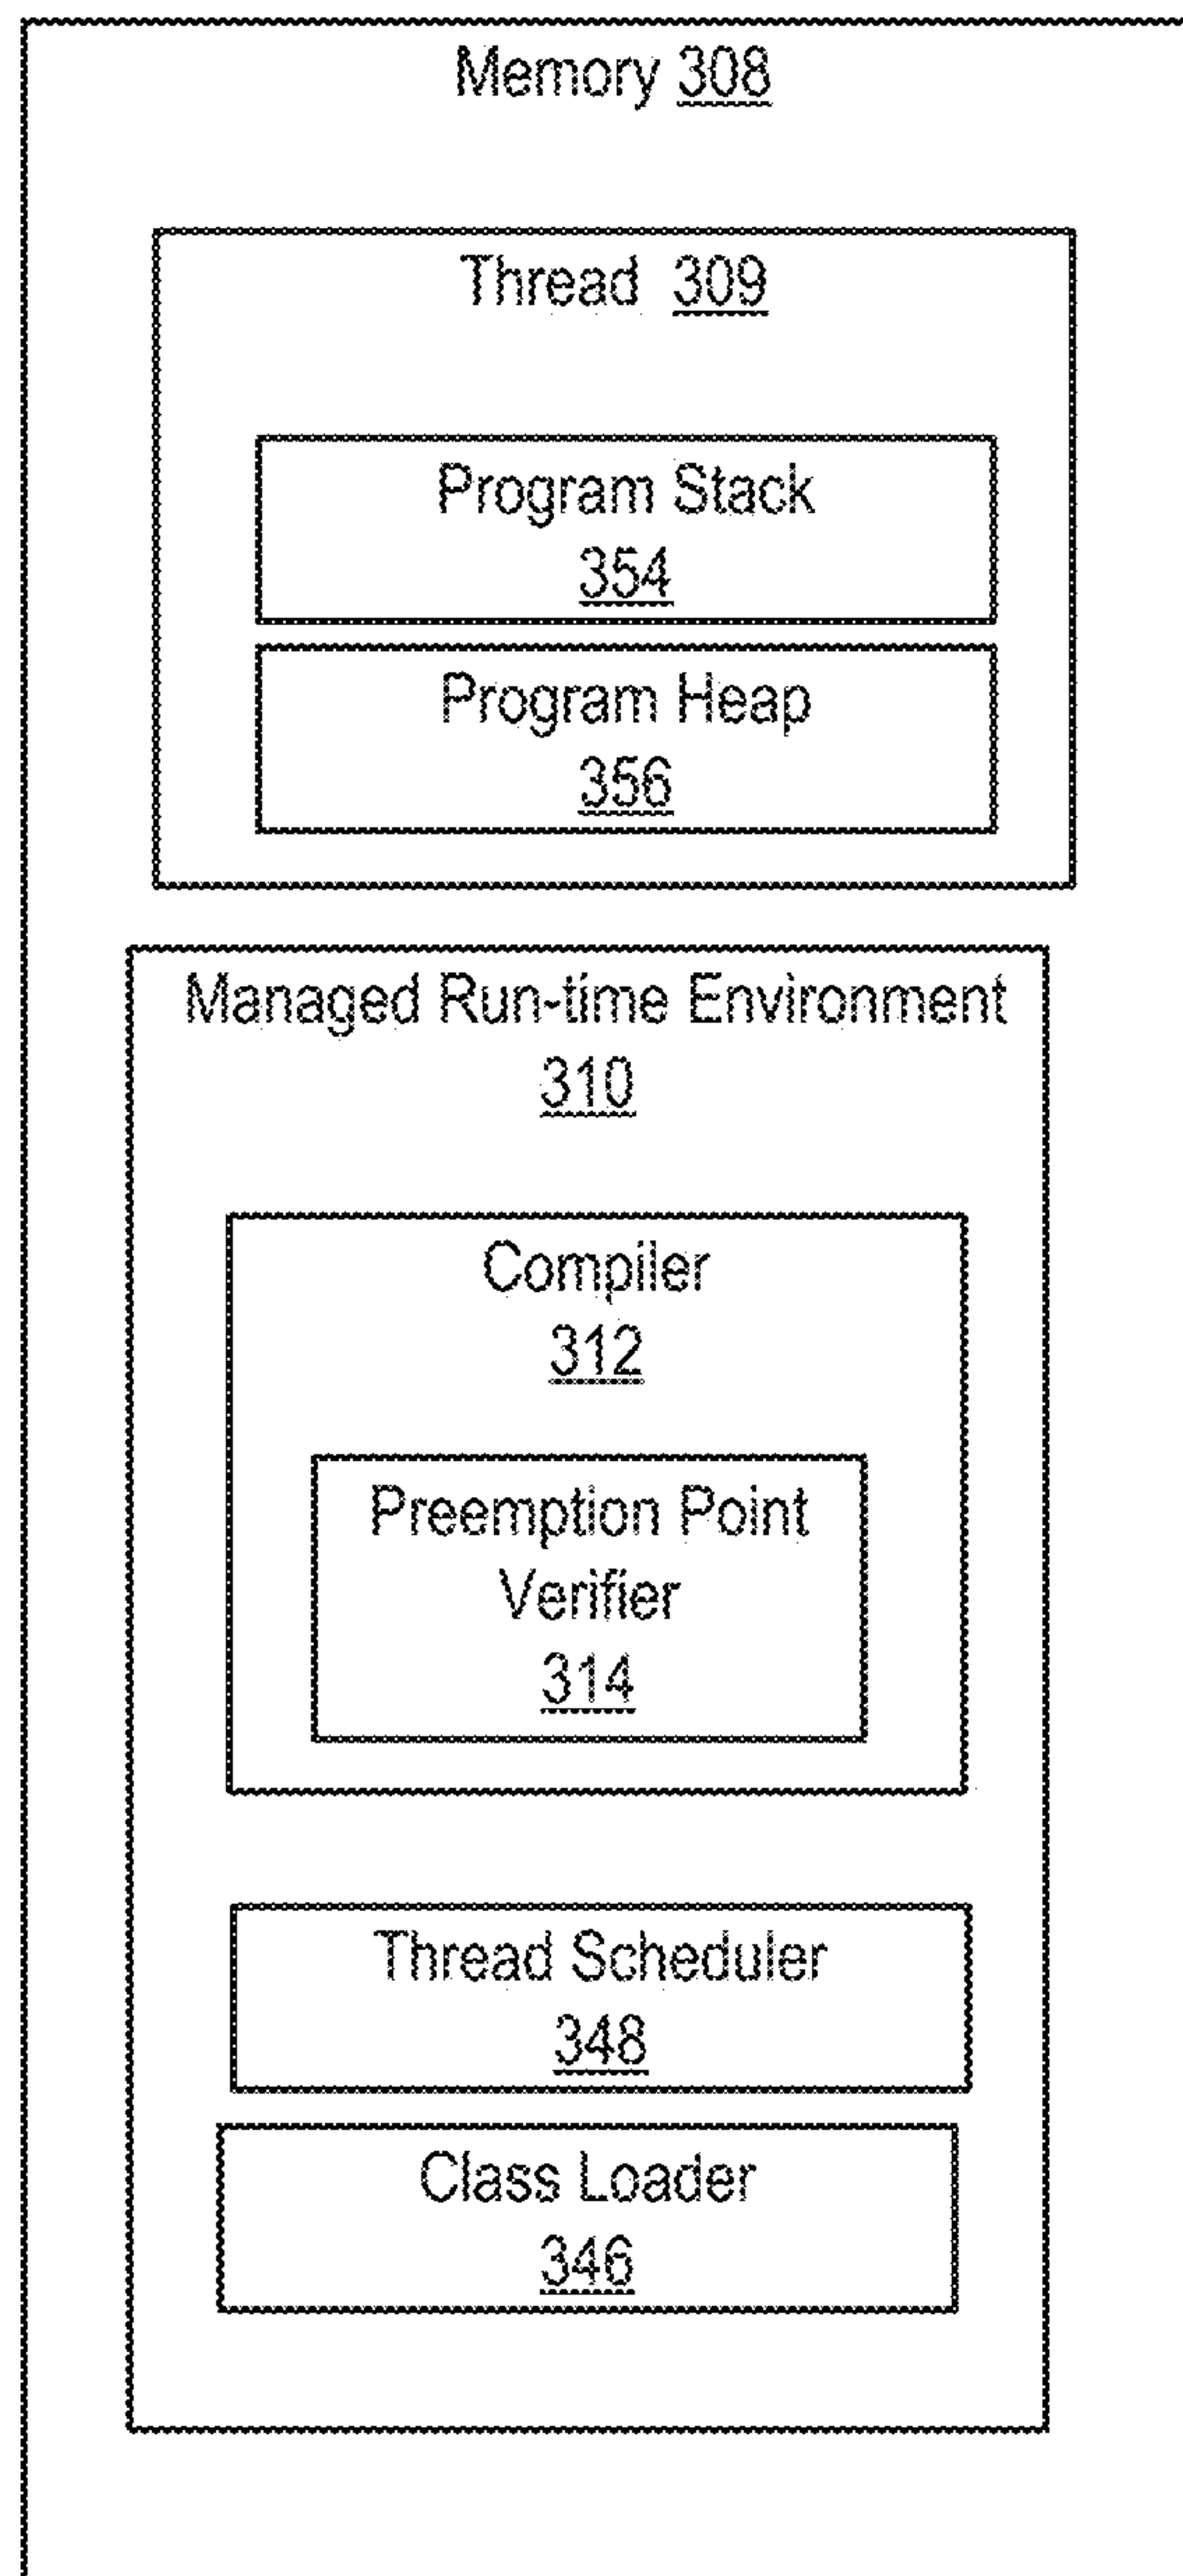 Memory 308
Thread 309
Program Stack
354
Program Heap
356
Managed Run-time Environment
310
Compiler
312
Preemption Point
Verifier
314
Thread Scheduler
348
Class Loader
346